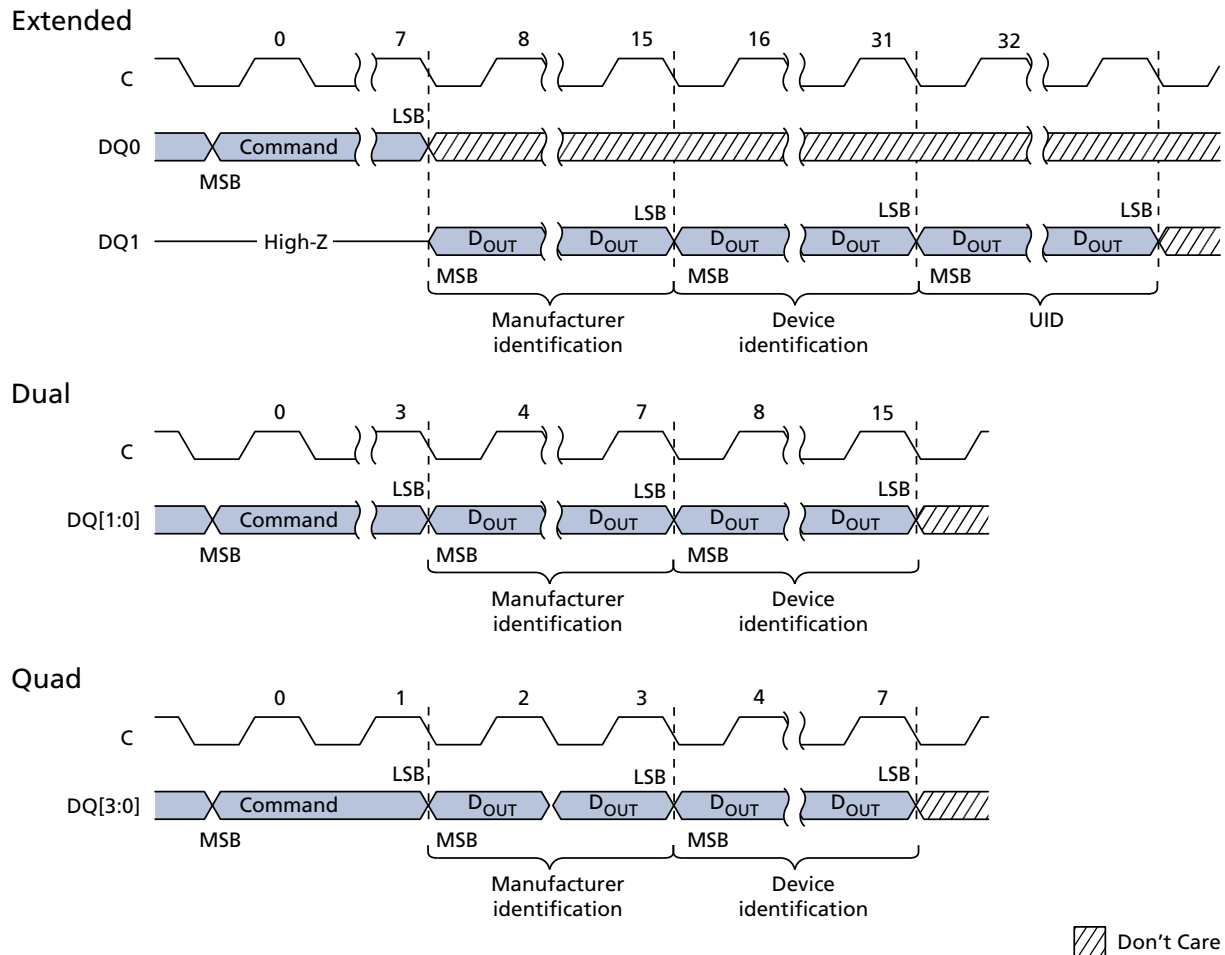 Extended
0 7 8 15 16 31 32
C
LSB
DQ0 Command
MSB
LSB LSB LSB
DQ1 High-Z DOUT DOUT DOUT DOUT DOUT DOUT
MSB MSB MSB
Manufacturer identification Device identification UID
Dual
0 3 4 7 8 15
C
LSB LSB LSB
DQ[1:0] Command DOUT DOUT DOUT DOUT
MSB MSB MSB
Manufacturer identification Device identification
Quad
0 1 2 3 4 7
C
LSB LSB LSB
DQ[3:0] Command DOUT DOUT DOUT DOUT
MSB MSB MSB
Manufacturer identification Device identification
Don't Care